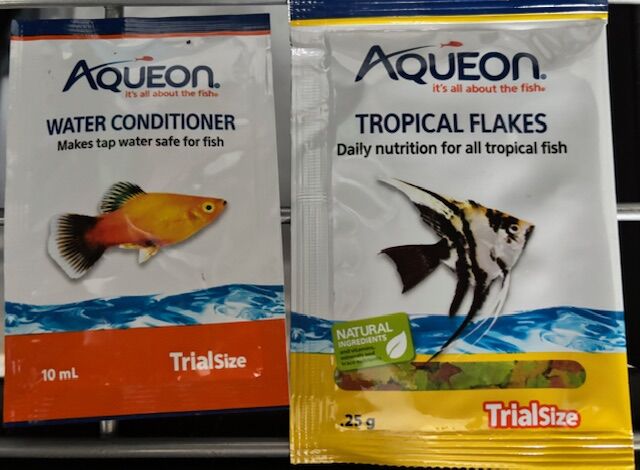 AQUEON®
it's all about the fish®
WATER CONDITIONER
Makes tap water safe for fish
10 mL
TrialSize
AQUEON®
it's all about the fish®
TROPICAL FLAKES
Daily nutrition for all tropical fish
NATURAL
INGREDIENTS
.25 g
TrialSize